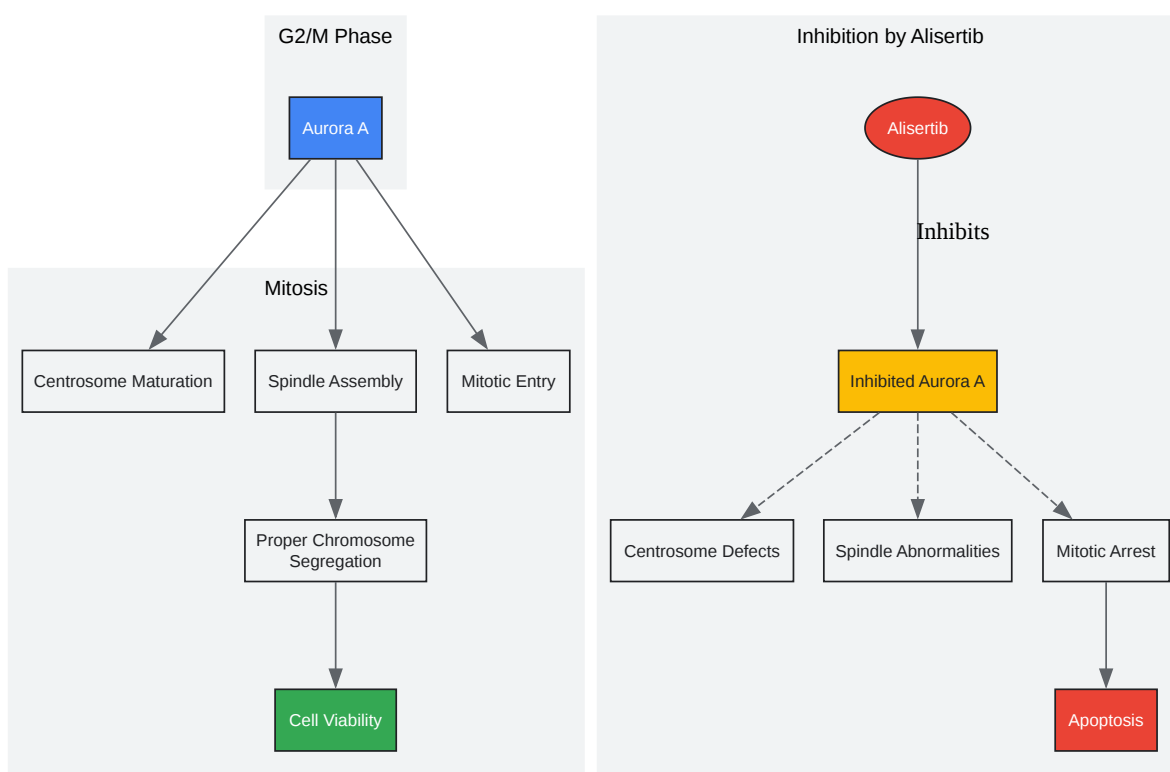 G2/M Phase
Aurora A
Mitosis
Centrosome Maturation
Spindle Assembly
Mitotic Entry
Proper Chromosome
Segregation
Cell Viability
Inhibition by Alisertib
Alisertib
Inhibits
Inhibited Aurora A
Centrosome Defects
Spindle Abnormalities
Mitotic Arrest
Apoptosis